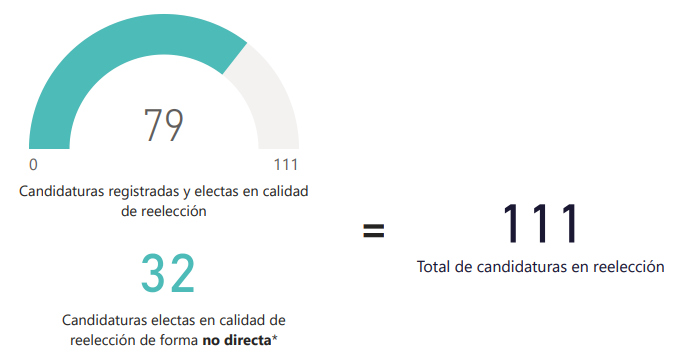 79
0
111
Candidaturas registradas y electas en calidad
de reelección
32
Candidaturas electas en calidad de
reelección de forma no directa*
=
111
Total de candidaturas en reelección